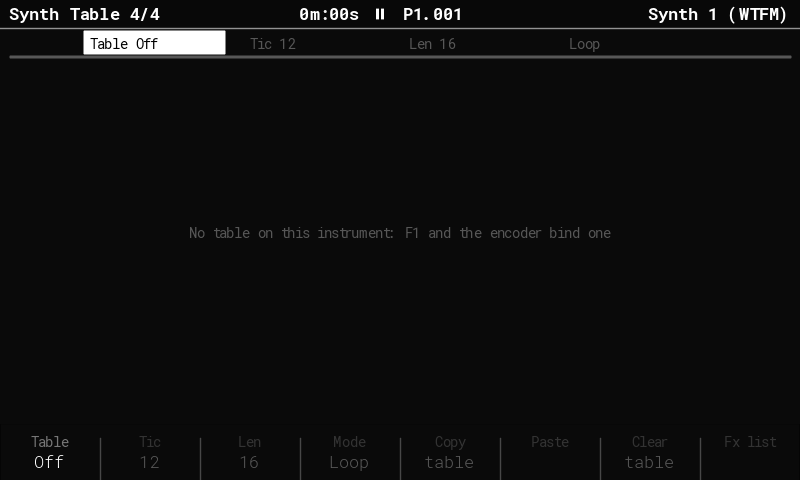 Synth Table 4/4 0m:00s P1.001 Synth 1 (WTFM)
Table Off Tic 12 Len 16 Loop
No table on this instrument: F1 and the encoder bind one
Table Tic Len Mode Copy Paste Clear Fx list
Off 12 16 Loop table table